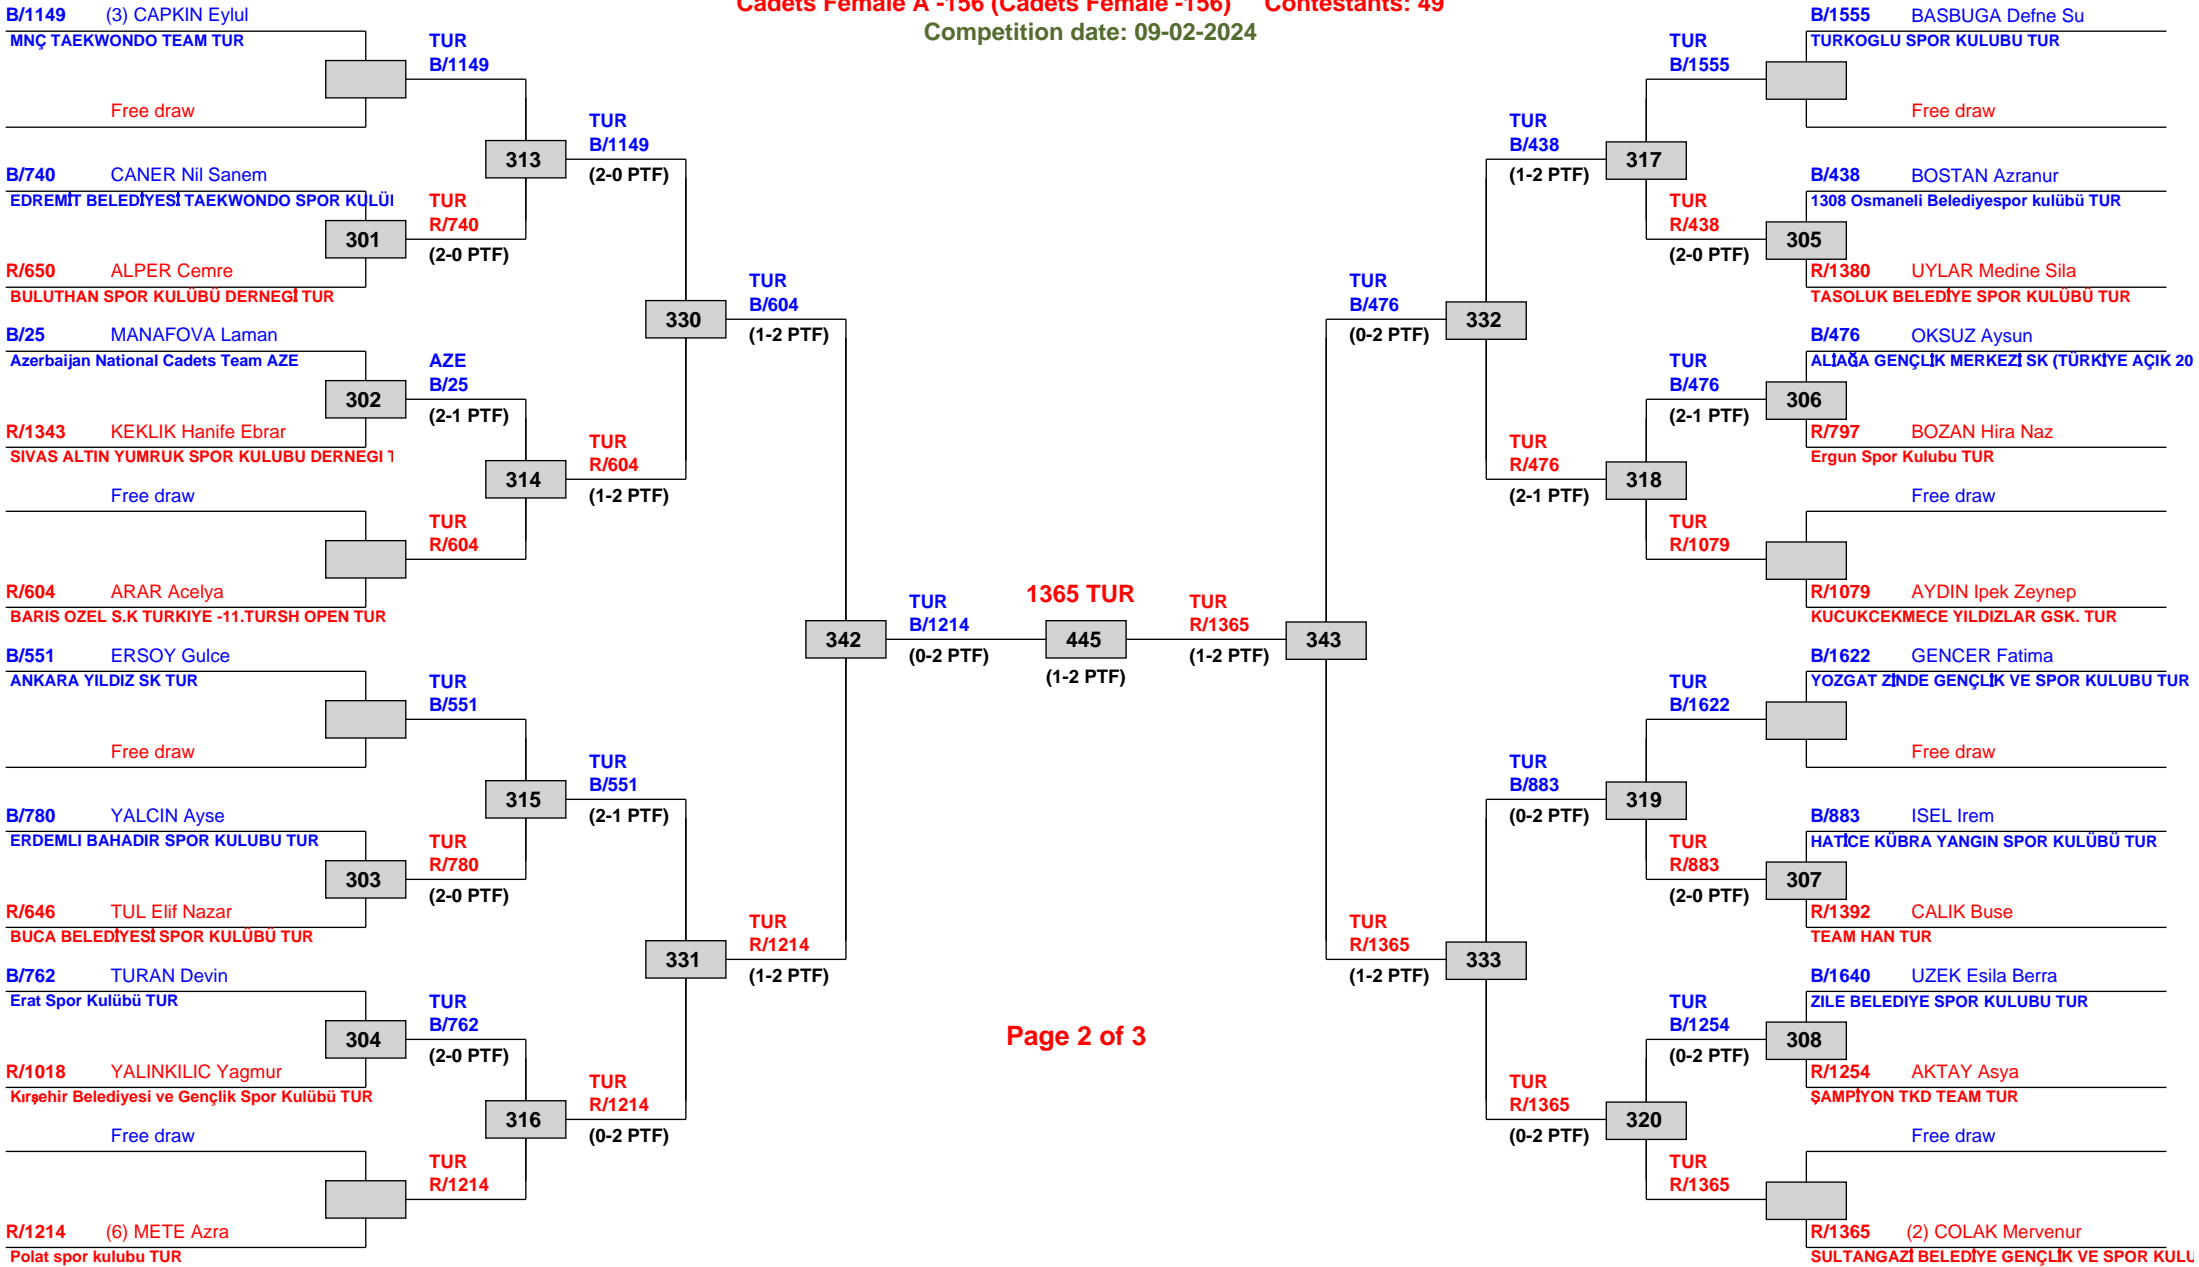 Cadets Female A -156 (Cadets Female -156) Contestants: 49
Competition date: 09-02-2024
B/1149 (3) CAPKIN Eylul
MNÇ TAEKWONDO TEAM TUR
Free draw
TUR
B/1149
B/740 CANER Nil Sanem
EDREMİT BELEDİYESİ TAEKWONDO SPOR KULÜ
301
R/650 ALPER Cemre
BULUTHAN SPOR KULÜBÜ DERNEGİ TUR
TUR
R/740
(2-0 PTF)
313
TUR
B/1149
(2-0 PTF)
B/25 MANAFOVA Laman
Azerbaijan National Cadets Team AZE
302
R/1343 KEKLIK Hanife Ebrar
SIVAS ALTIN YUMRUK SPOR KULUBU DERNEGI T
AZE
B/25
(2-1 PTF)
314
Free draw
R/604 ARAR Acelya
BARIS OZEL S.K TURKIYE -11.TURSH OPEN TUR
TUR
R/604
TUR
R/604
(1-2 PTF)
330
TUR
B/604
(1-2 PTF)
B/551 ERSOY Gulce
ANKARA YILDIZ SK TUR
Free draw
TUR
B/551
315
TUR
B/551
(2-1 PTF)
B/780 YALCIN Ayse
ERDEMLI BAHADIR SPOR KULUBU TUR
303
R/646 TUL Elif Nazar
BUCA BELEDİYESİ SPOR KULÜBÜ TUR
TUR
R/780
(2-0 PTF)
B/762 TURAN Devin
Erat Spor Kulübü TUR
304
R/1018 YALINKILIC Yagmur
Kırşehir Belediyesi ve Gençlik Spor Kulübü TUR
TUR
B/762
(2-0 PTF)
316
Free draw
R/1214 (6) METE Azra
Polat spor kulubu TUR
TUR
R/1214
TUR
R/1214
(0-2 PTF)
331
TUR
R/1214
(1-2 PTF)
342
TUR
B/1214
(0-2 PTF)
1365 TUR
445
(1-2 PTF)
TUR
R/1365
(1-2 PTF)
343
Page 2 of 3
TUR
B/476
(0-2 PTF)
332
TUR
B/438
(1-2 PTF)
317
TUR
B/1555
B/1555 BASBUGA Defne Su
TURKOGLU SPOR KULUBU TUR
Free draw
TUR
R/438
(2-0 PTF)
305
B/438 BOSTAN Azranur
1308 Osmaneli Belediyespor kulübü TUR
R/1380 UYLAR Medine Sila
TASOLUK BELEDİYE SPOR KULÜBÜ TUR
TUR
R/476
(2-1 PTF)
318
TUR
B/476
(2-1 PTF)
306
B/476 OKSUZ Aysun
ALİAĞA GENÇLİK MERKEZİ SK (TÜRKİYE AÇIK 20
R/797 BOZAN Hira Naz
Ergun Spor Kulubu TUR
TUR
R/1079
Free draw
R/1079 AYDIN Ipek Zeynep
KUCUKCEKMECE YILDIZLAR GSK. TUR
TUR
R/1365
(1-2 PTF)
333
TUR
B/883
(0-2 PTF)
319
TUR
B/1622
B/1622 GENCER Fatima
YOZGAT ZİNDE GENÇLİK VE SPOR KULUBU TUR
Free draw
TUR
R/883
(2-0 PTF)
307
B/883 ISEL Irem
HATİCE KÜBRA YANGIN SPOR KULÜBÜ TUR
R/1392 CALIK Buse
TEAM HAN TUR
TUR
R/1365
(0-2 PTF)
320
TUR
B/1254
(0-2 PTF)
308
B/1640 UZEK Esila Berra
ZILE BELEDIYE SPOR KULUBU TUR
R/1254 AKTAY Asya
ŞAMPİYON TKD TEAM TUR
TUR
R/1365
Free draw
R/1365 (2) COLAK Mervenur
SULTANGAZİ BELEDİYE GENÇLİK VE SPOR KULU